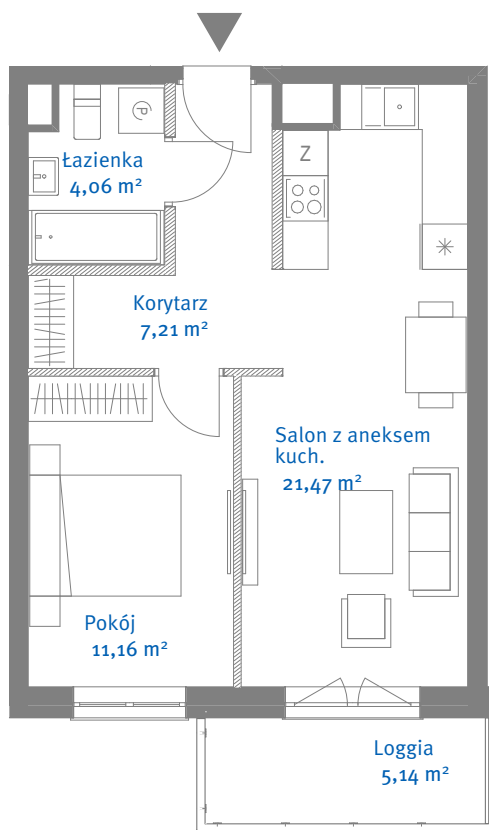 P
Łazienka
4,06 m²
Z
Korytarz
7,21 m²
Salon z aneksem
kuch.
21,47 m²
Pokój
11,16 m²
Loggia
5,14 m²